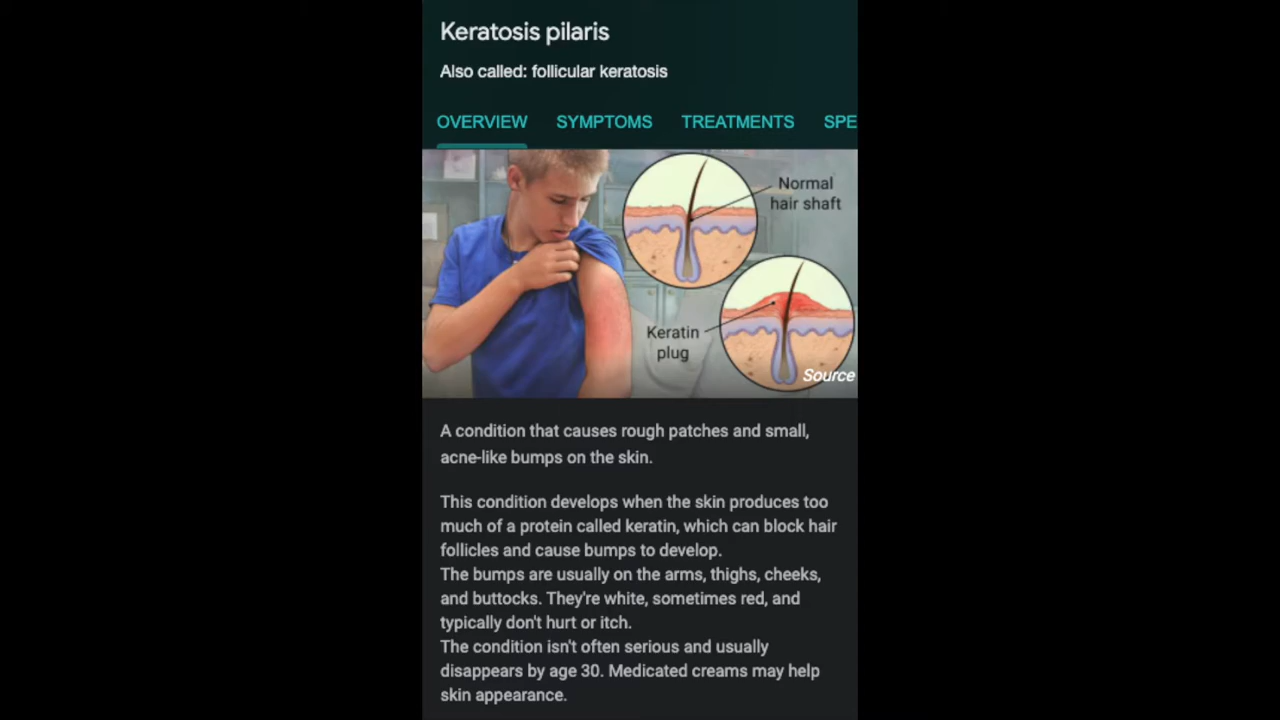 Keratosis pilaris
Also called: follicular keratosis
OVERVIEW SYMPTOMS TREATMENTS SPE
Normal
hair shaft
Keratin
plug
Source
A condition that causes rough patches and small,
acne-like bumps on the skin.
This condition develops when the skin produces too
much of a protein called keratin, which can block hair
follicles and cause bumps to develop.
The bumps are usually on the arms, thighs, cheeks,
and buttocks. They're white, sometimes red, and
typically don't hurt or itch.
The condition isn't often serious and usually
disappears by age 30. Medicated creams may help
skin appearance.